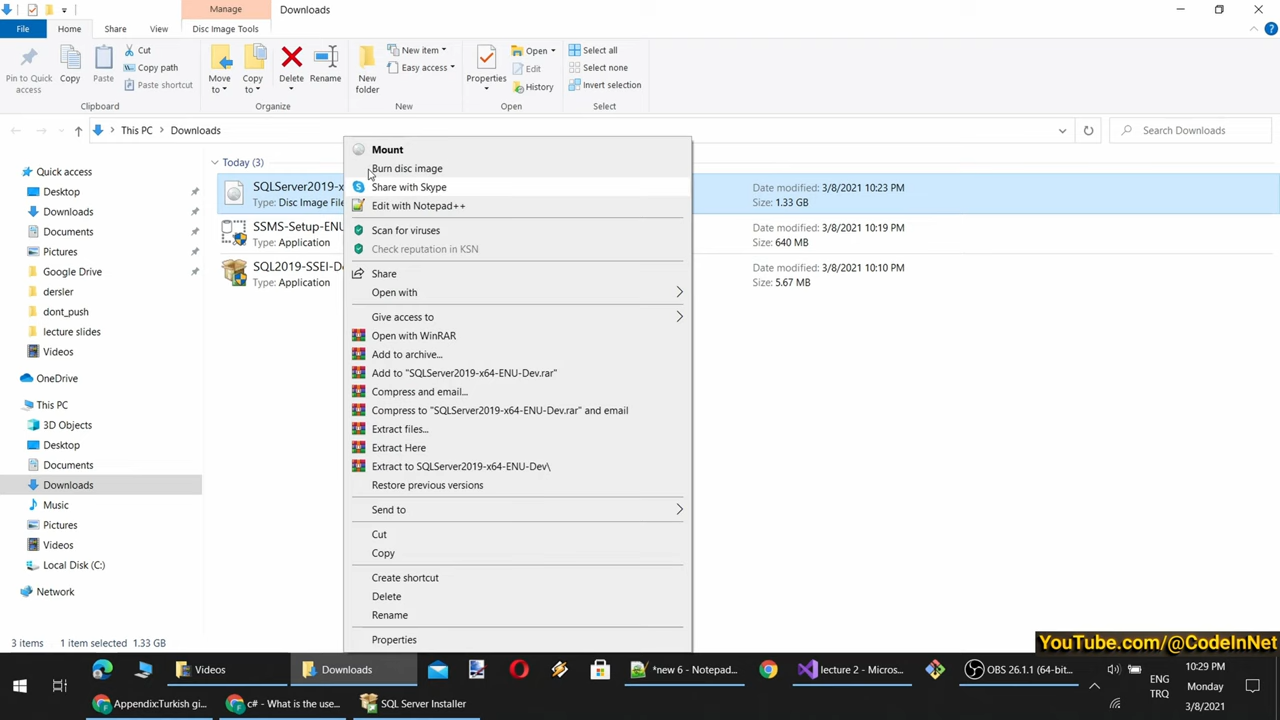 Manage
Downloads
File
Home
Share
View
Disc Image Tools
Pin to Quick access
Copy
Paste
Cut
Copy path
Paste shortcut
Clipboard
Move to
Copy to
Delete
Rename
Organize
New folder
New item
Easy access
New
Properties
Open
Edit
History
Open
Select all
Select none
Invert selection
Select
This PC
Downloads
Search Downloads
Quick access
Desktop
Downloads
Documents
Pictures
Google Drive
dersler
dont_push
lecture slides
Videos
OneDrive
This PC
3D Objects
Desktop
Documents
Downloads
Music
Pictures
Videos
Local Disk (C:)
Network
Today (3)
SQLServer2019-x
Type: Disc Image File
Date modified: 3/8/2021 10:23 PM
Size: 1.33 GB
SSMS-Setup-ENU
Type: Application
Date modified: 3/8/2021 10:19 PM
Size: 640 MB
SQL2019-SSEI-De
Type: Application
Date modified: 3/8/2021 10:10 PM
Size: 5.67 MB
Mount
Burn disc image
Share with Skype
Edit with Notepad++
Scan for viruses
Check reputation in KSN
Share
Open with
Give access to
Open with WinRAR
Add to archive...
Add to "SQLServer2019-x64-ENU-Dev.rar"
Compress and email...
Compress to "SQLServer2019-x64-ENU-Dev.rar" and email
Extract files...
Extract Here
Extract to SQLServer2019-x64-ENU-Dev\
Restore previous versions
Send to
Cut
Copy
Create shortcut
Delete
Rename
Properties
3 items
1 item selected 1.33 GB
YouTube.com/@CodeInNet
Videos
Downloads
*new 6 - Notepad...
lecture 2 - Micros...
OBS 26.1.1 (64-bit...
Appendix:Turkish gi...
c# - What is the use...
SQL Server Installer
ENG
TRQ
10:29 PM
Monday
3/8/2021